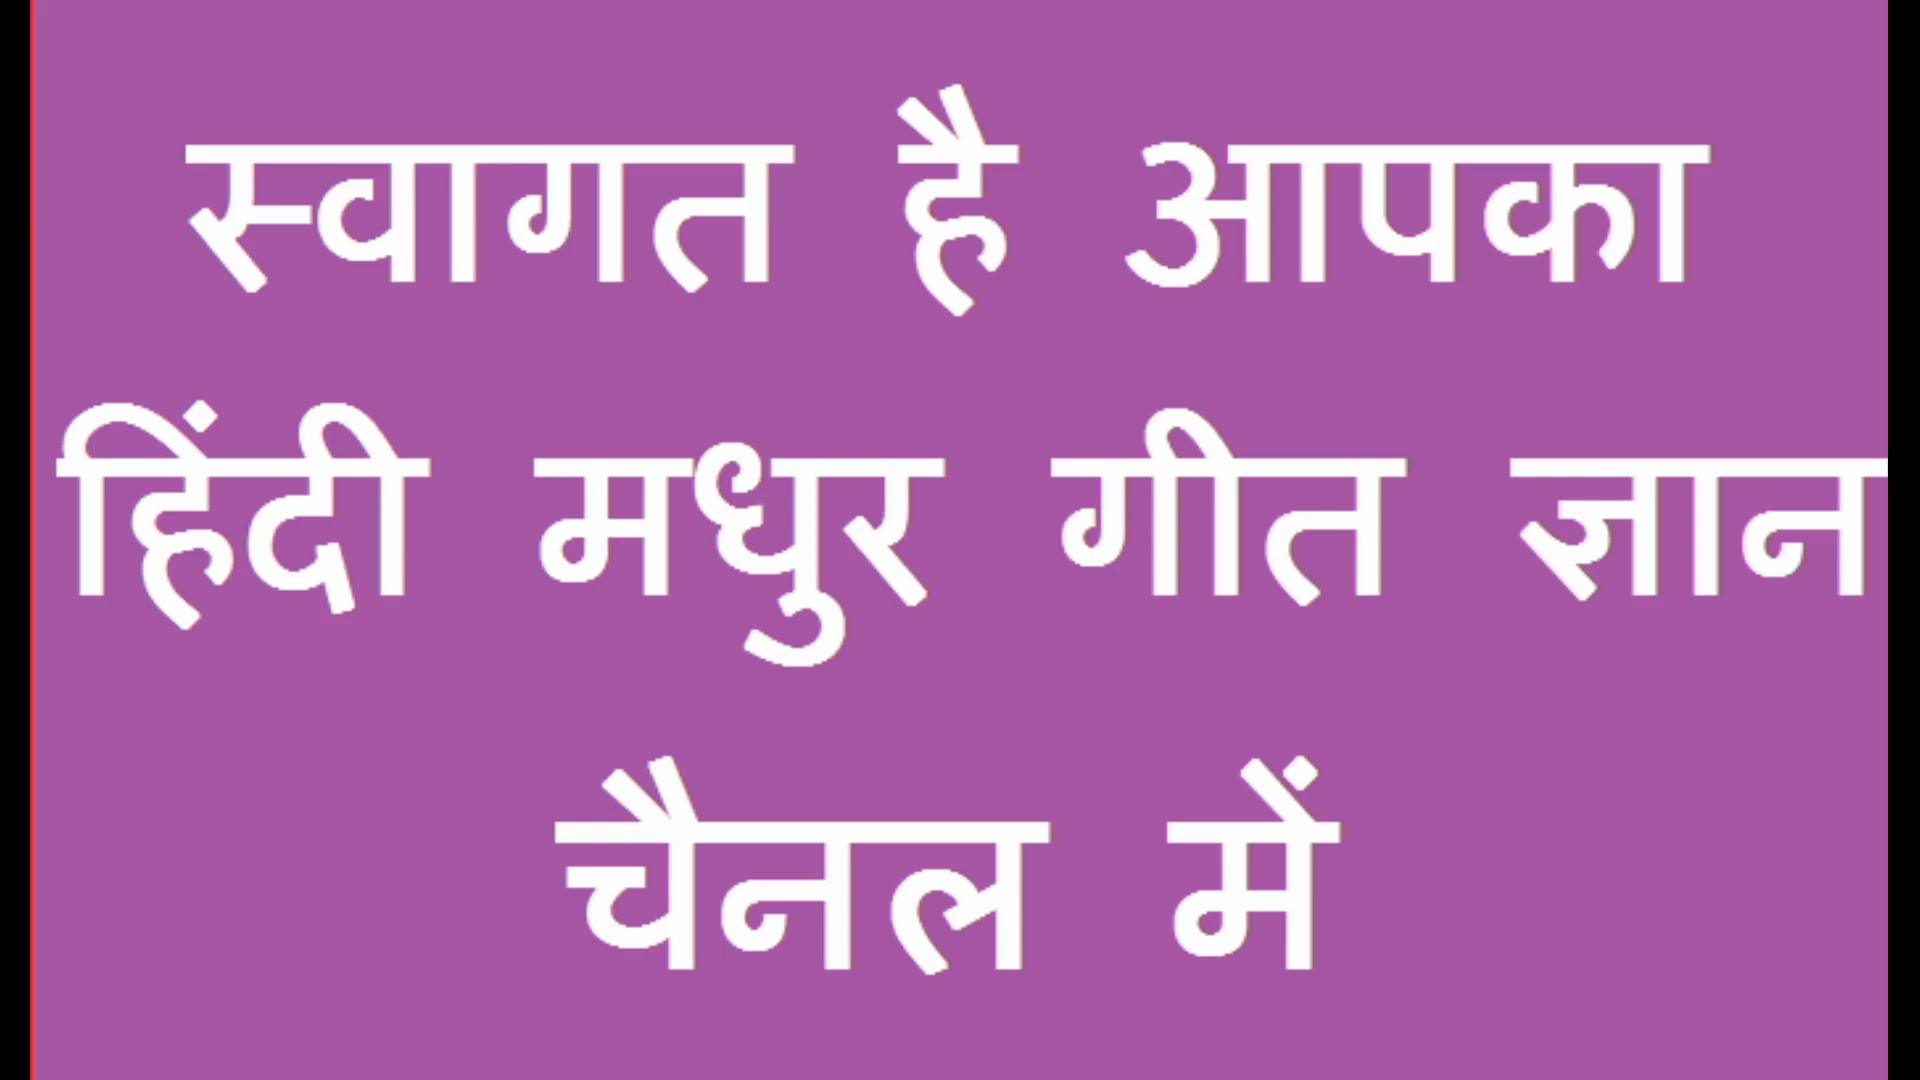 स्वागत है आपका
हिंदी मधुर गीत ज्ञान
चैनल में